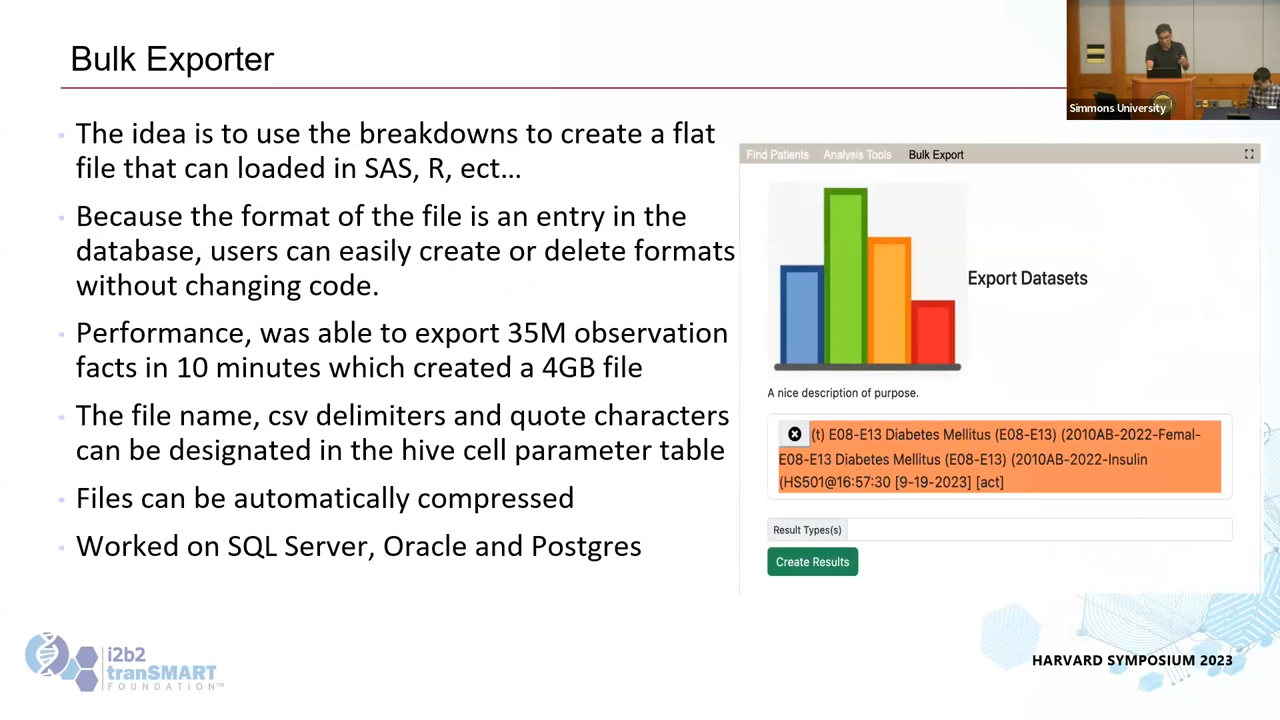 Bulk Exporter
Simmons University
The idea is to use the breakdowns to create a flat
file that can loaded in SAS, R, ect...
Because the format of the file is an entry in the
database, users can easily create or delete formats
without changing code.
Performance, was able to export 35M observation
facts in 10 minutes which created a 4GB file
The file name, csv delimiters and quote characters
can be designated in the hive cell parameter table
Files can be automatically compressed
Worked on SQL Server, Oracle and Postgres
Find Patients Analysis Tools Bulk Export
Export Datasets
A nice description of purpose.
(t) E08-E13 Diabetes Mellitus (E08-E13) (2010AB-2022-Femal-
E08-E13 Diabetes Mellitus (E08-E13) (2010AB-2022-Insulin
(HS501@16:57:30 [9-19-2023] [act]
Result Types(s)
Create Results
i2b2
tranSMART
FOUNDATION™
HARVARD SYMPOSIUM 2023